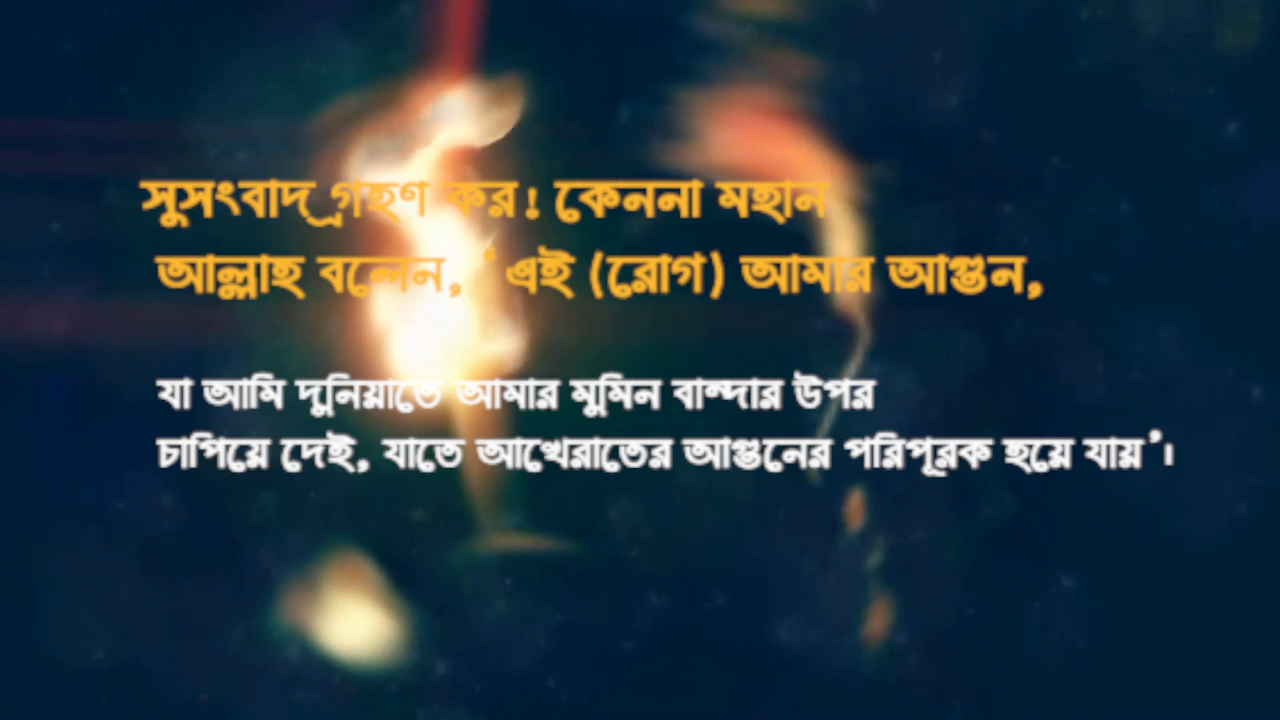 সুসংবাদ গ্রহণ কর! কেননা মহান
আল্লাহ বলেন, ‘এই (রোগ) আমার আগুন,
যা আমি দুনিয়াতে আমার মুমিন বান্দার উপর
চাপিয়ে দেই, যাতে আখেরাতের আগুনের পরিপূরক হয়ে যায়’।